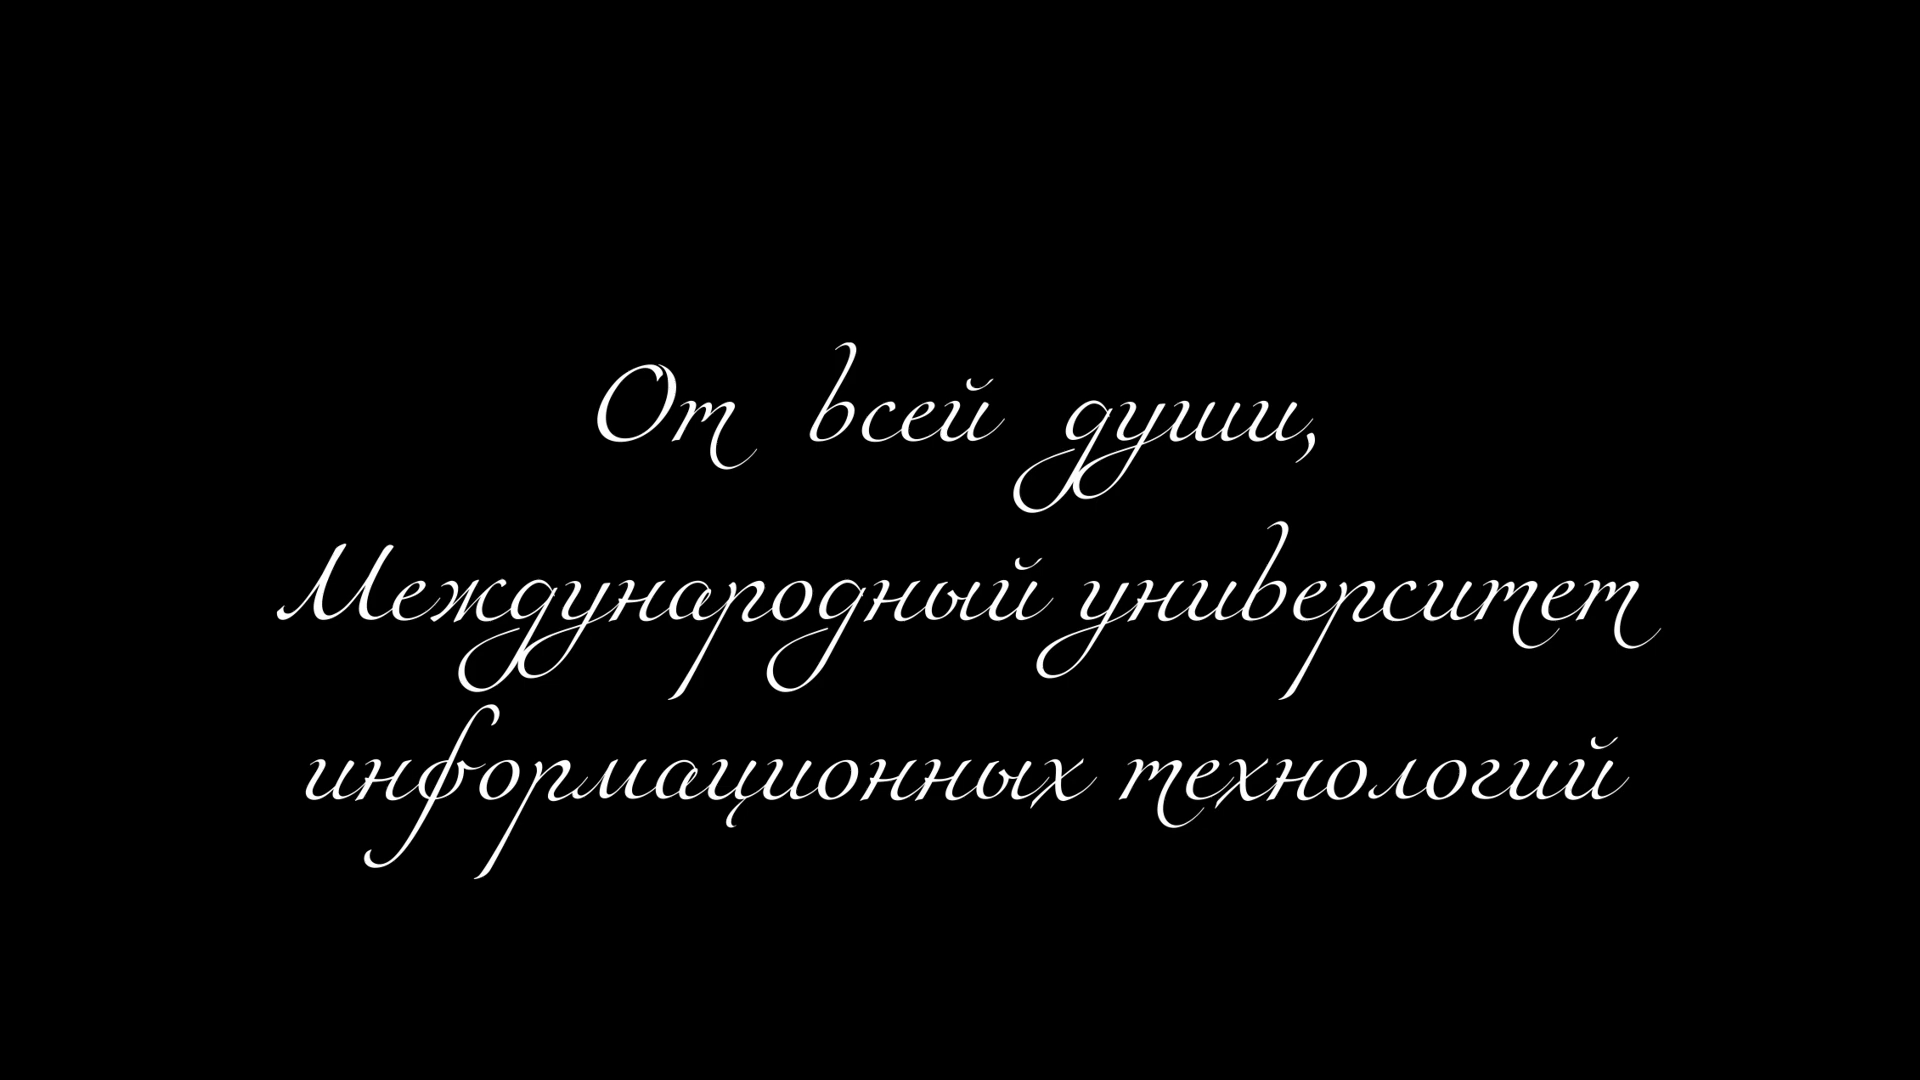 От всей души,
Международный университет
информационных технологий